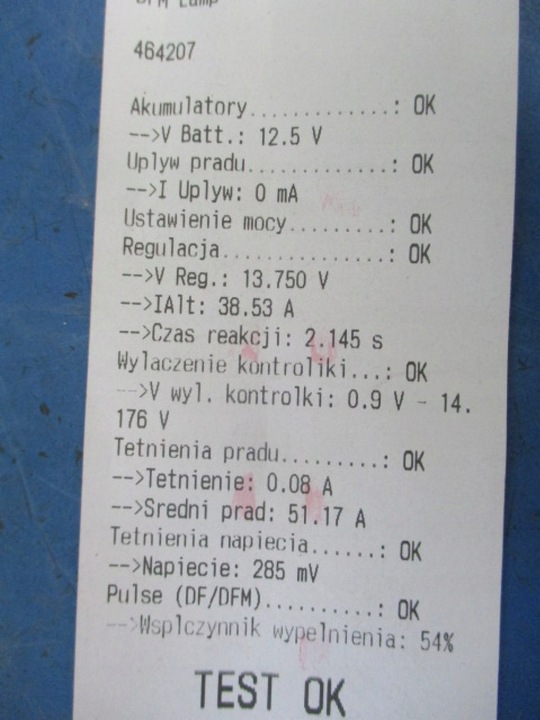 DFM Lamp
464207
Akumulatory.............: OK
-->V Batt.: 12.5 V
Uplyw pradu.............: OK
-->I Uplyw: 0 mA
Ustawienie mocy.........: OK
Regulacja...............: OK
-->V Reg.: 13.750 V
-->IAlt: 38.53 A
-->Czas reakcji: 2.145 s
Wylaczenie kontroliki...: OK
-->V wyl. kontrolki: 0.9 V - 14.
176 V
Tetnienia pradu.........: OK
-->Tetnienie: 0.08 A
-->Sredni prad: 51.17 A
Tetnienia napiecia......: OK
-->Napiecie: 285 mV
Pulse (DF/DFM)..........: OK
-->Wsplczynnik wypelnienia: 54%
TEST OK